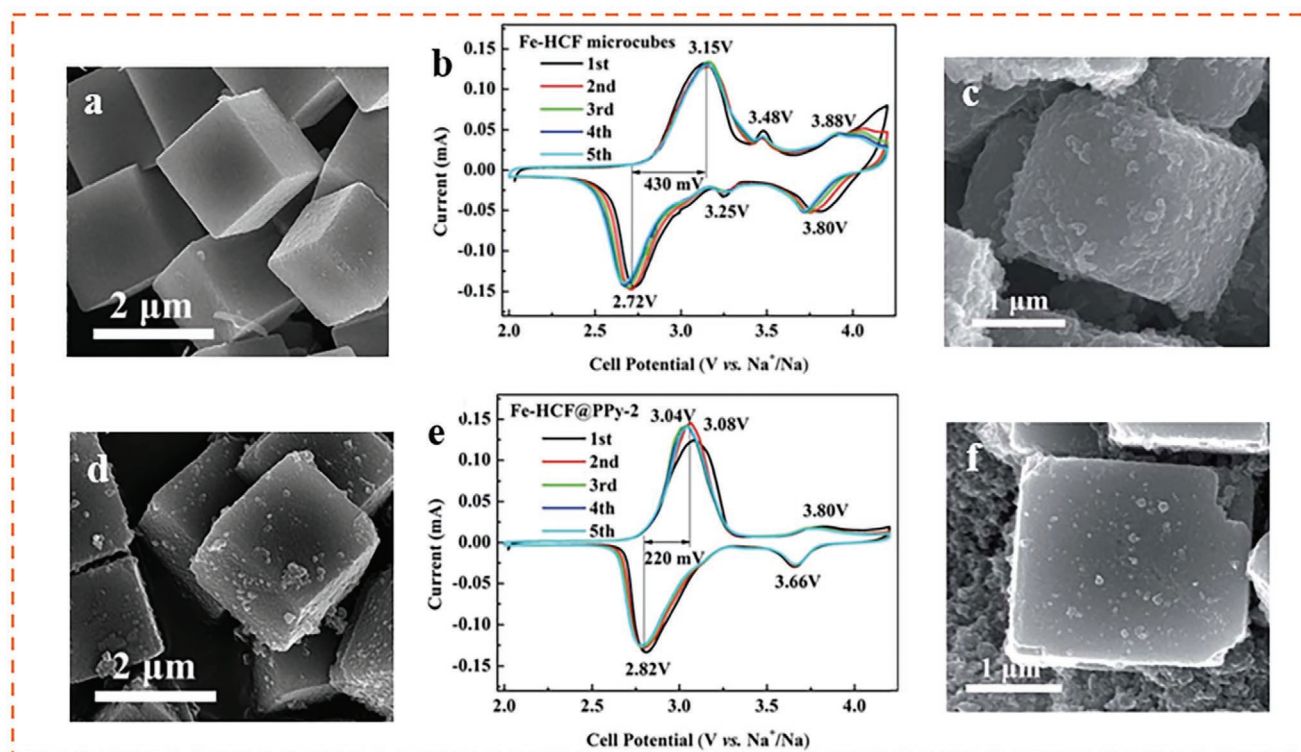 a
2 μm
b
Fe-HCF microcubes
1st
2nd
3rd
4th
5th
3.15V
3.48V
3.88V
430 mV
3.25V
3.80V
2.72V
0.15
0.10
0.05
0.00
-0.05
-0.10
-0.15
Current (mA)
2.0 2.5 3.0 3.5 4.0
Cell Potential (V vs. Na⁺/Na)
c
1 μm
d
2 μm
e
Fe-HCF@PPy-2
1st
2nd
3rd
4th
5th
3.04V
3.08V
3.80V
220 mV
3.66V
2.82V
0.15
0.10
0.05
0.00
-0.05
-0.10
-0.15
Current (mA)
2.0 2.5 3.0 3.5 4.0
Cell Potential (V vs. Na⁺/Na)
f
1 μm